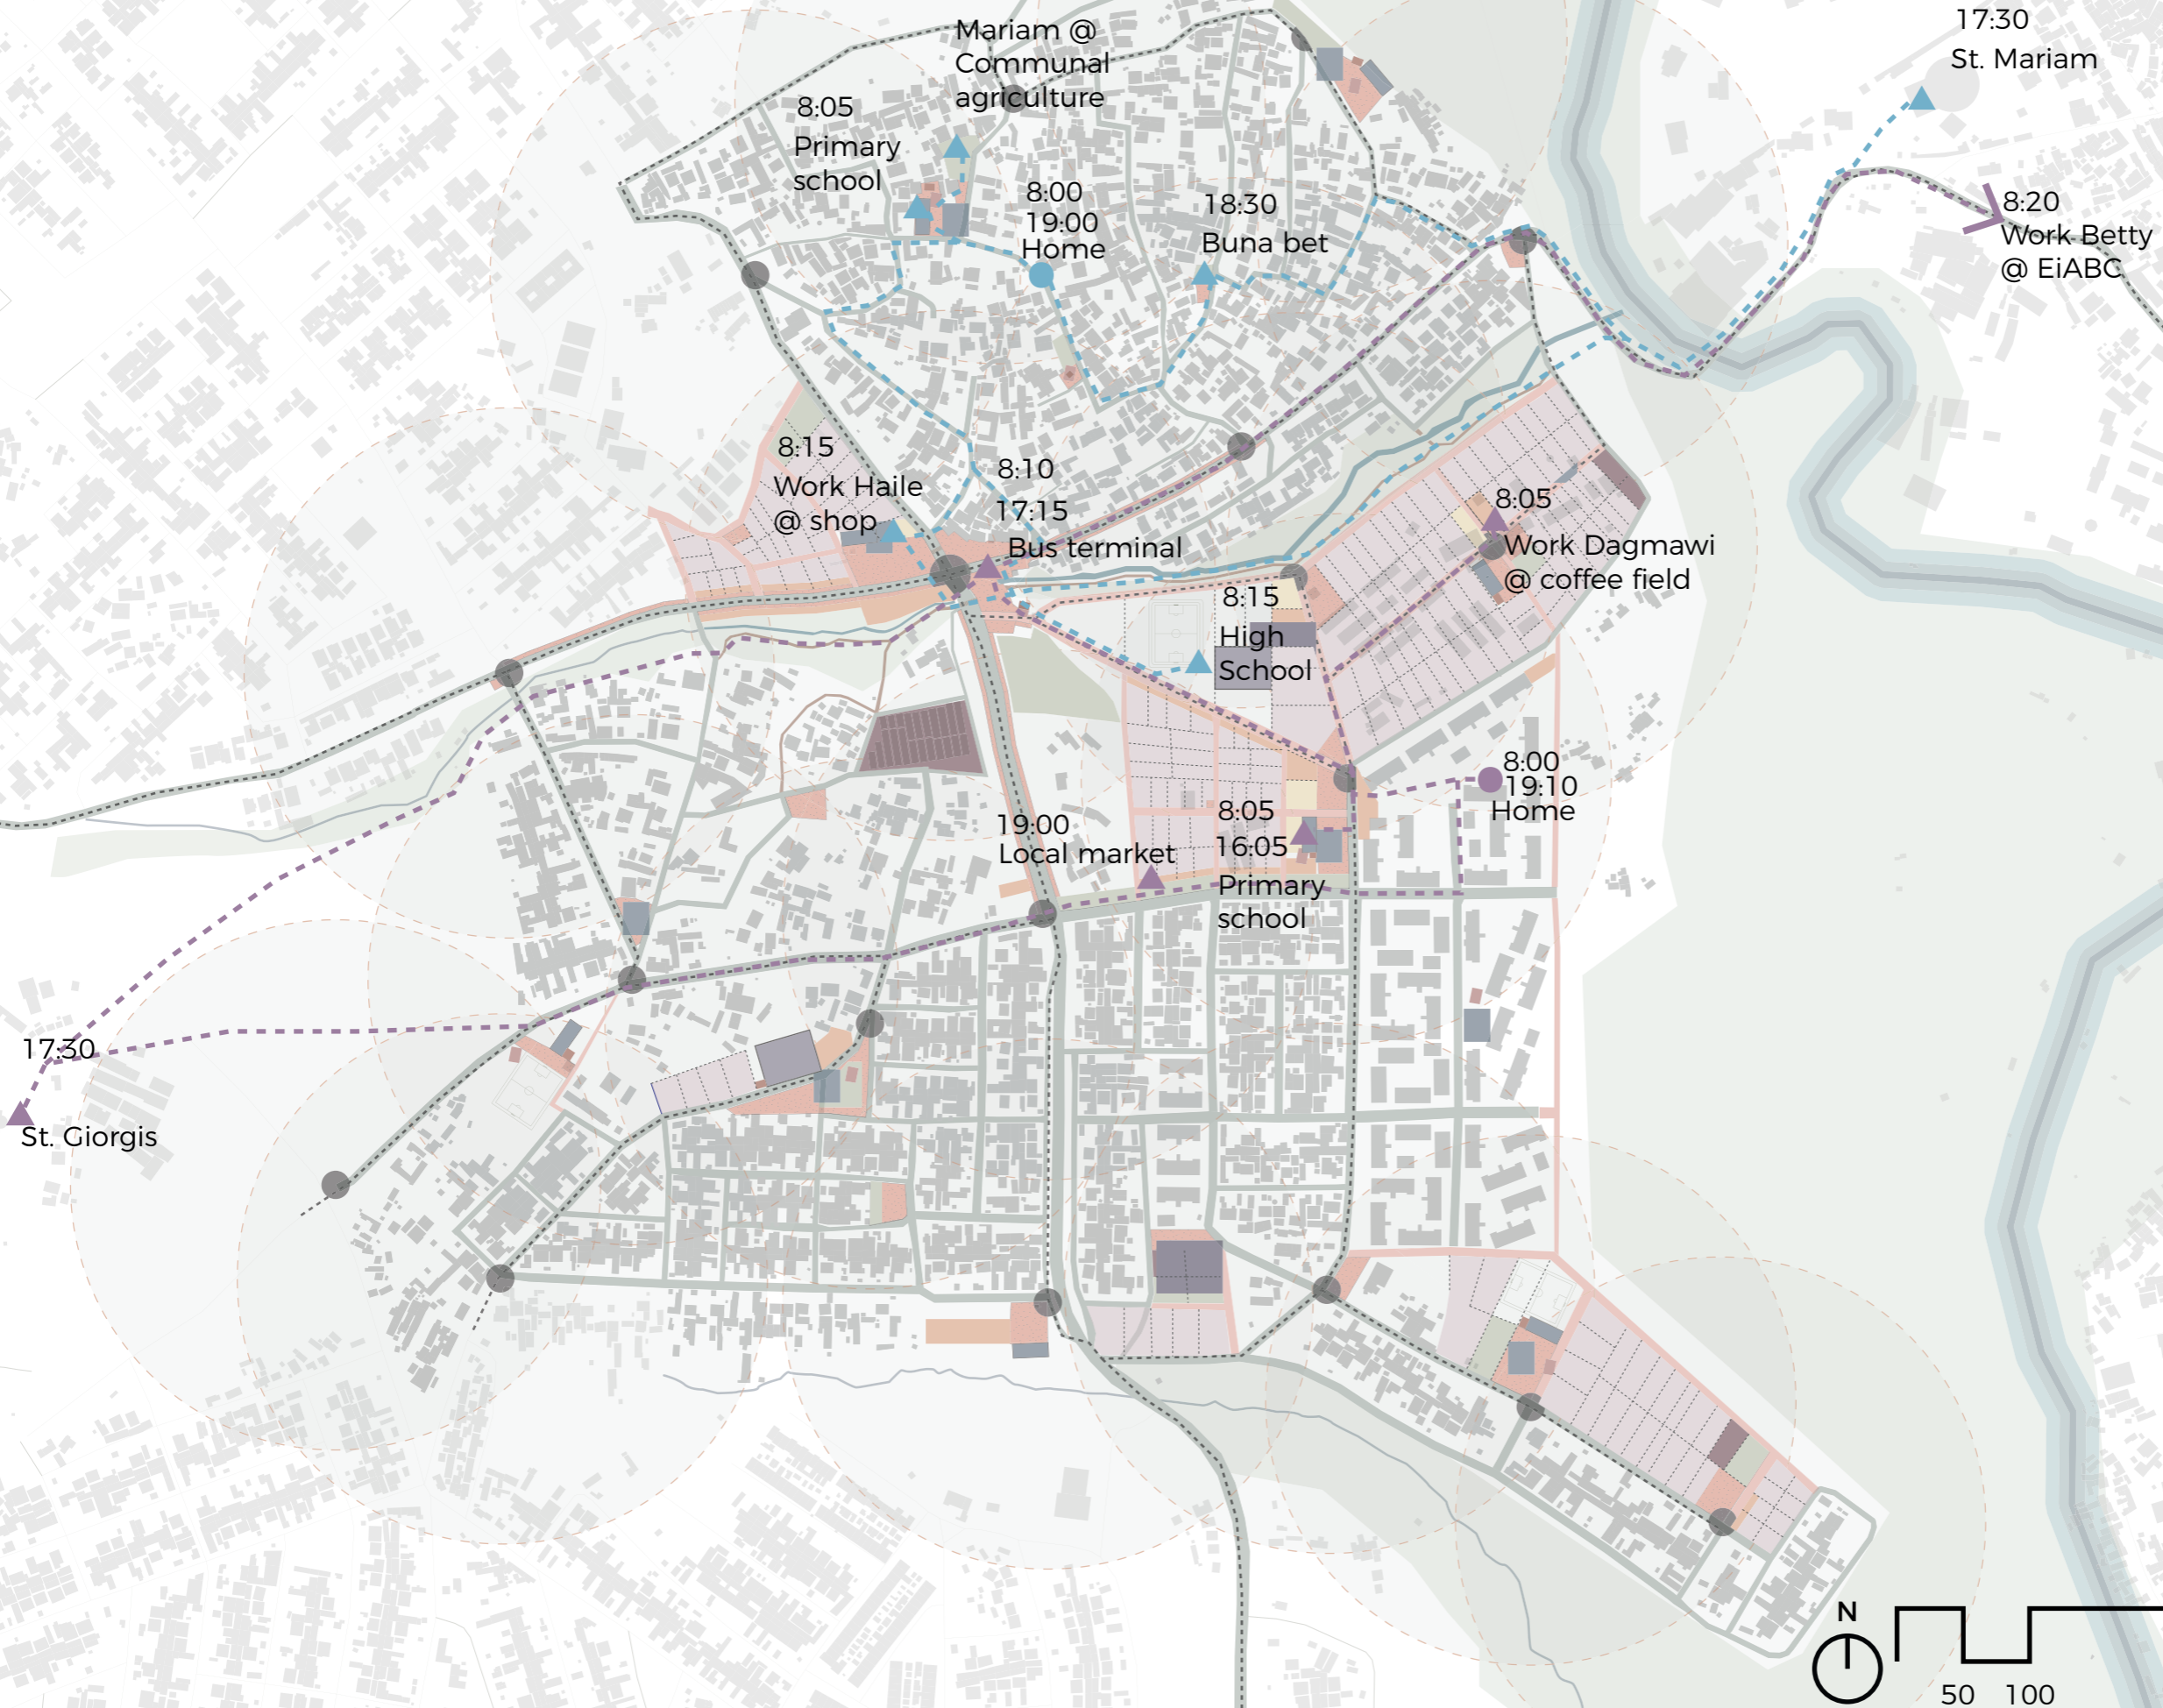 17:30
St. Mariam
Mariam @
Communal
agriculture
8:05
Primary
school
8:00
19:00
Home
18:30
Buna bet
8:20
Work Betty
@ EiABC
8:15
Work Haile
@ shop
8:10
17:15
Bus terminal
8:05
Work Dagmawi
@ coffee field
8:15
High
School
8:00
19:10
Home
19:00
Local market
8:05
16:05
Primary
school
17:30
St. Giorgis
N
50 100